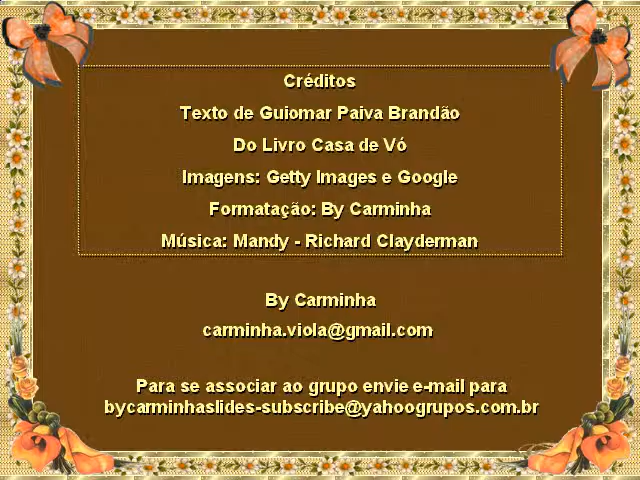 Créditos
Texto de Guiomar Paiva Brandão
Do Livro Casa de Vó
Imagens: Getty Images e Google
Formatação: By Carminha
Música: Mandy - Richard Clayderman
By Carminha
carminha.viola@gmail.com
Para se associar ao grupo envie e-mail para
bycarminhaslides-subscribe@yahoogrupos.com.br